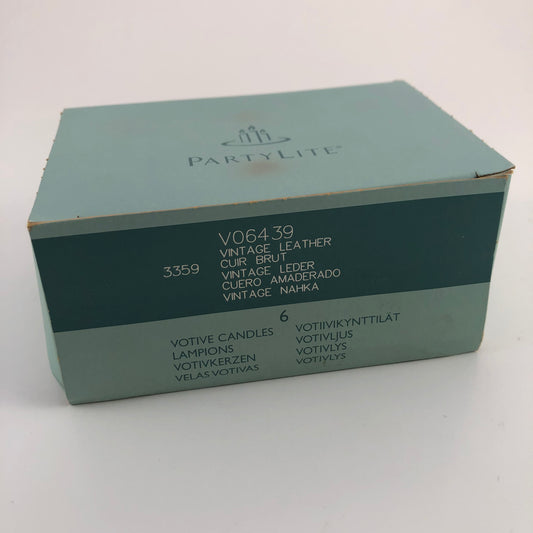 PARTYLITE®
V06439
3359
VINTAGE LEATHER
CUIR BRUT
VINTAGE LEDER
CUERO AMADERADO
VINTAGE NAHKA
6
VOTIVE CANDLES
LAMPIONS
VOTIVKERZEN
VELAS VOTIVAS
VOTIIVIKYNTTILÄT
VOTIVLJUS
VOTIVLYS
VOTIVLYS